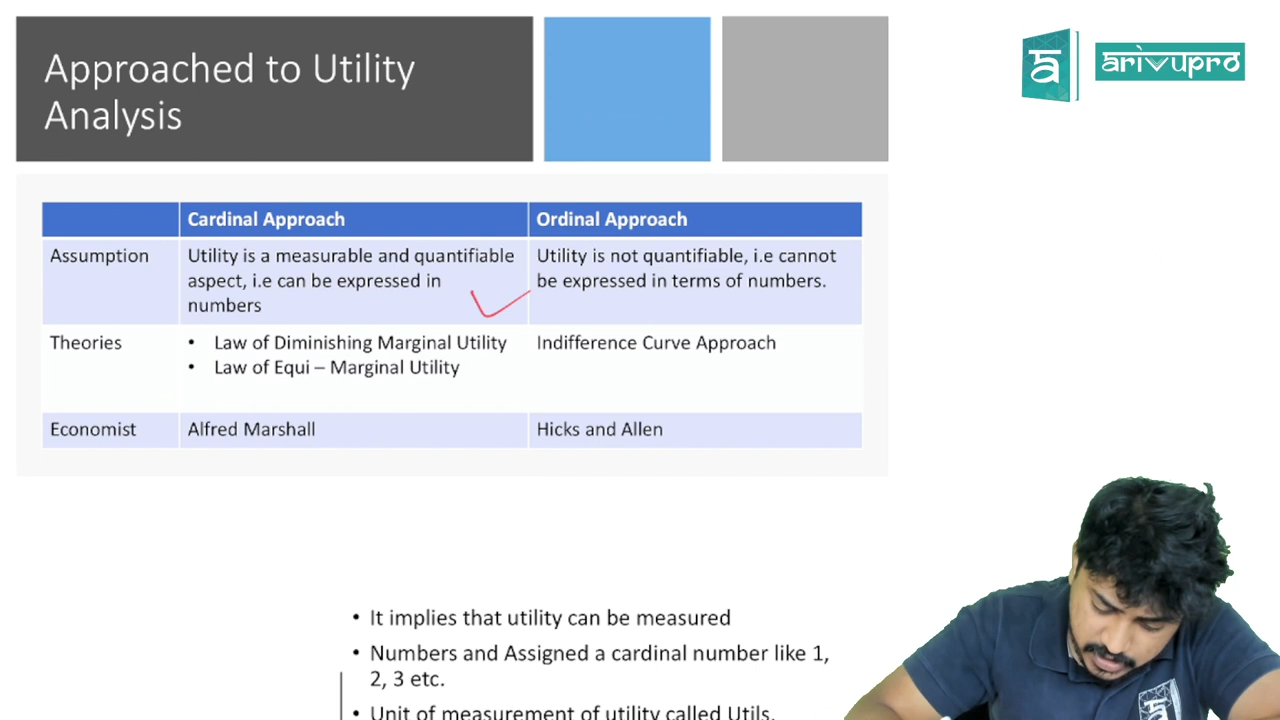 Approached to Utility
Analysis
arivupro
Cardinal Approach
Ordinal Approach
Assumption
Utility is a measurable and quantifiable
aspect, i.e can be expressed in
numbers
Utility is not quantifiable, i.e cannot
be expressed in terms of numbers.
Theories
• Law of Diminishing Marginal Utility
• Law of Equi – Marginal Utility
Indifference Curve Approach
Economist
Alfred Marshall
Hicks and Allen
• It implies that utility can be measured
• Numbers and Assigned a cardinal number like 1,
2, 3 etc.
• Unit of measurement of utility called Utils.